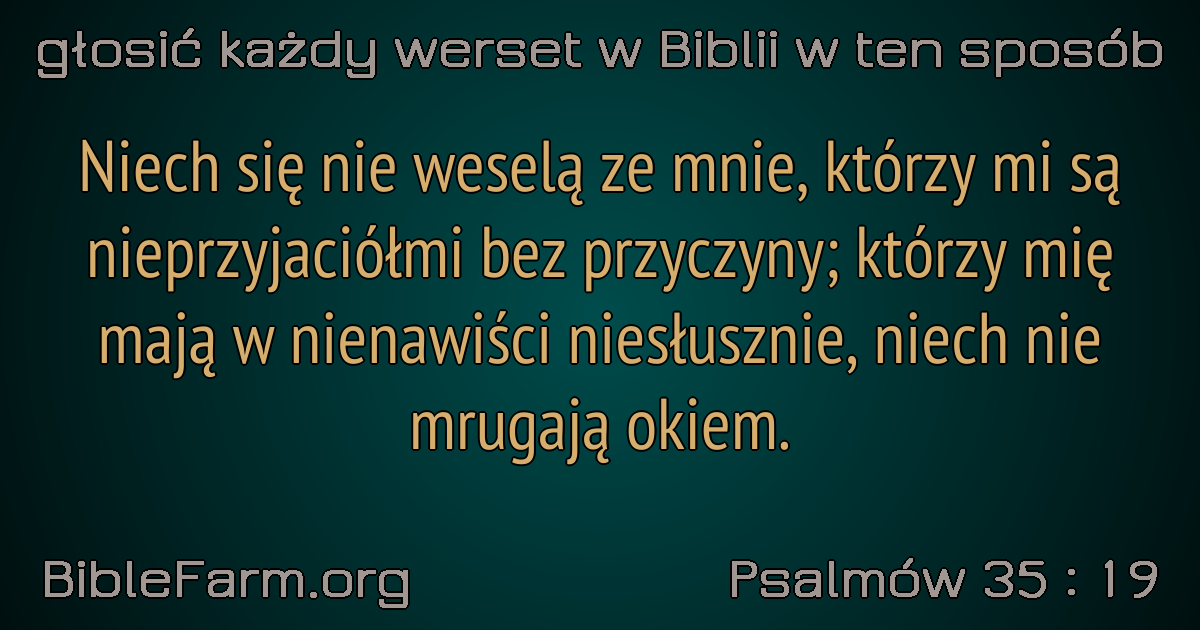 głosić każdy werset w Biblii w ten sposób
Niech się nie weselą ze mnie, którzy mi są
nieprzyjaciółmi bez przyczyny; którzy mię
mają w nienawiści niesłusznie, niech nie
mrugają okiem.
BibleFarm.org
Psalmów 35 : 19